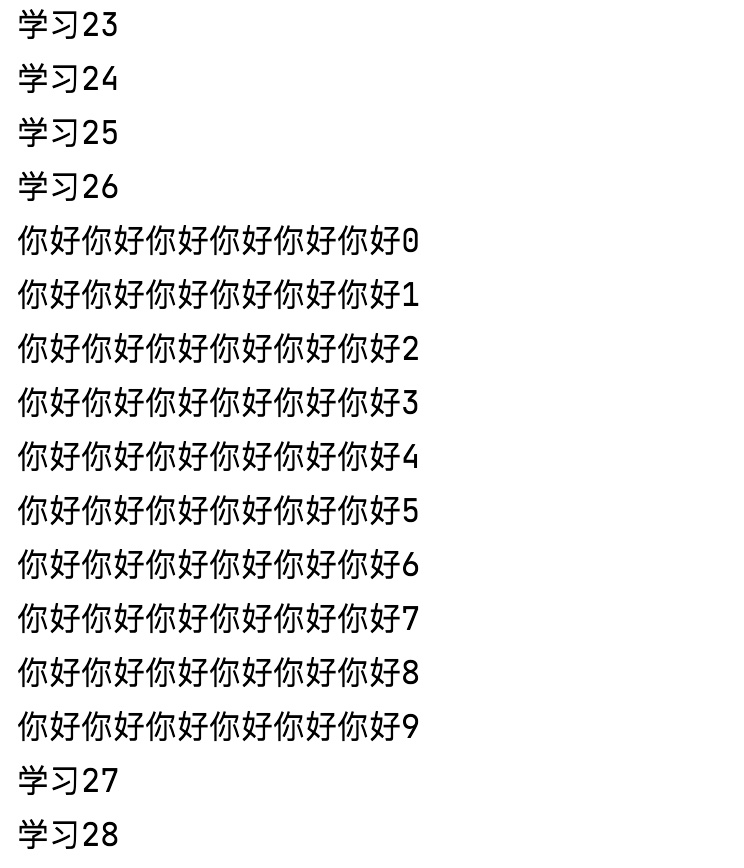 学习23
学习24
学习25
学习26
你好你好你好你好你好你好0
你好你好你好你好你好你好1
你好你好你好你好你好你好2
你好你好你好你好你好你好3
你好你好你好你好你好你好4
你好你好你好你好你好你好5
你好你好你好你好你好你好6
你好你好你好你好你好你好7
你好你好你好你好你好你好8
你好你好你好你好你好你好9
学习27
学习28